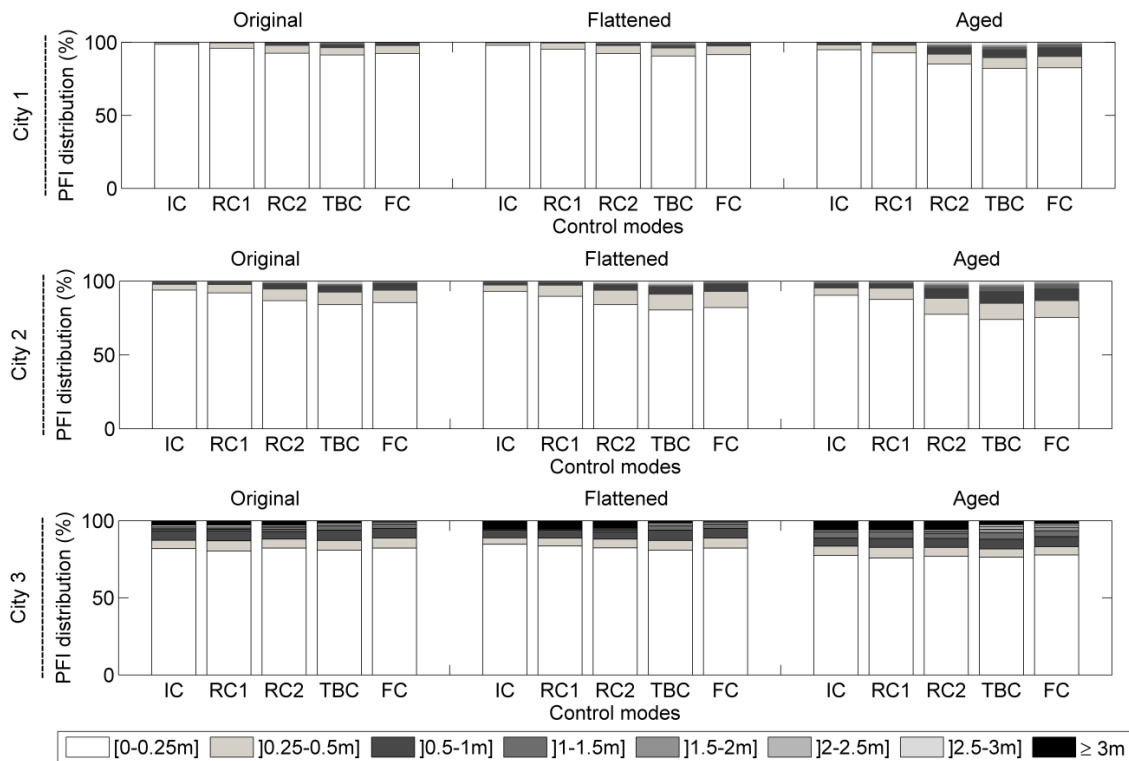 Original Flattened Aged
City 1
PFI distribution (%)
100
50
0
IC RC1 RC2 TBC FC IC RC1 RC2 TBC FC IC RC1 RC2 TBC FC
Control modes
Original Flattened Aged
City 2
PFI distribution (%)
100
50
0
IC RC1 RC2 TBC FC IC RC1 RC2 TBC FC IC RC1 RC2 TBC FC
Control modes
Original Flattened Aged
City 3
PFI distribution (%)
100
50
0
IC RC1 RC2 TBC FC IC RC1 RC2 TBC FC IC RC1 RC2 TBC FC
Control modes
]0-0.25m] ]0.25-0.5m] ]0.5-1m] ]1-1.5m] ]1.5-2m] ]2-2.5m] ]2.5-3m] ≥ 3m